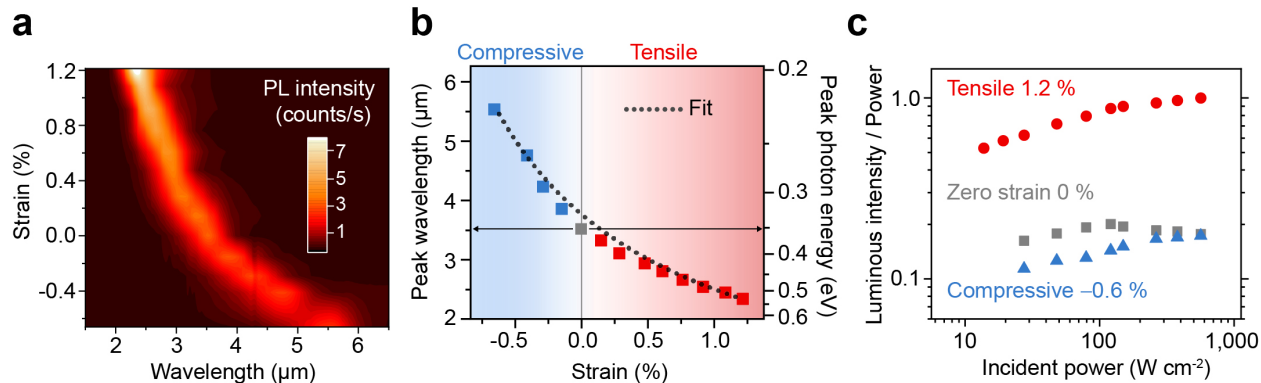 a
1.2
0.8
0.4
0.0
-0.4
Strain (%)
PL intensity
(counts/s)
7
5
3
1
2 3 4 5 6
Wavelength (µm)
b
Compressive Tensile
6
5
4
3
2
Peak wavelength (µm)
Fit
0.2
0.3
0.4
0.5
0.6
Peak photon energy (eV)
-0.5 0.0 0.5 1.0
Strain (%)
c
Luminous intensity / Power
1.0
0.1
Tensile 1.2 %
Zero strain 0 %
Compressive −0.6 %
10 100 1,000
Incident power (W cm⁻²)